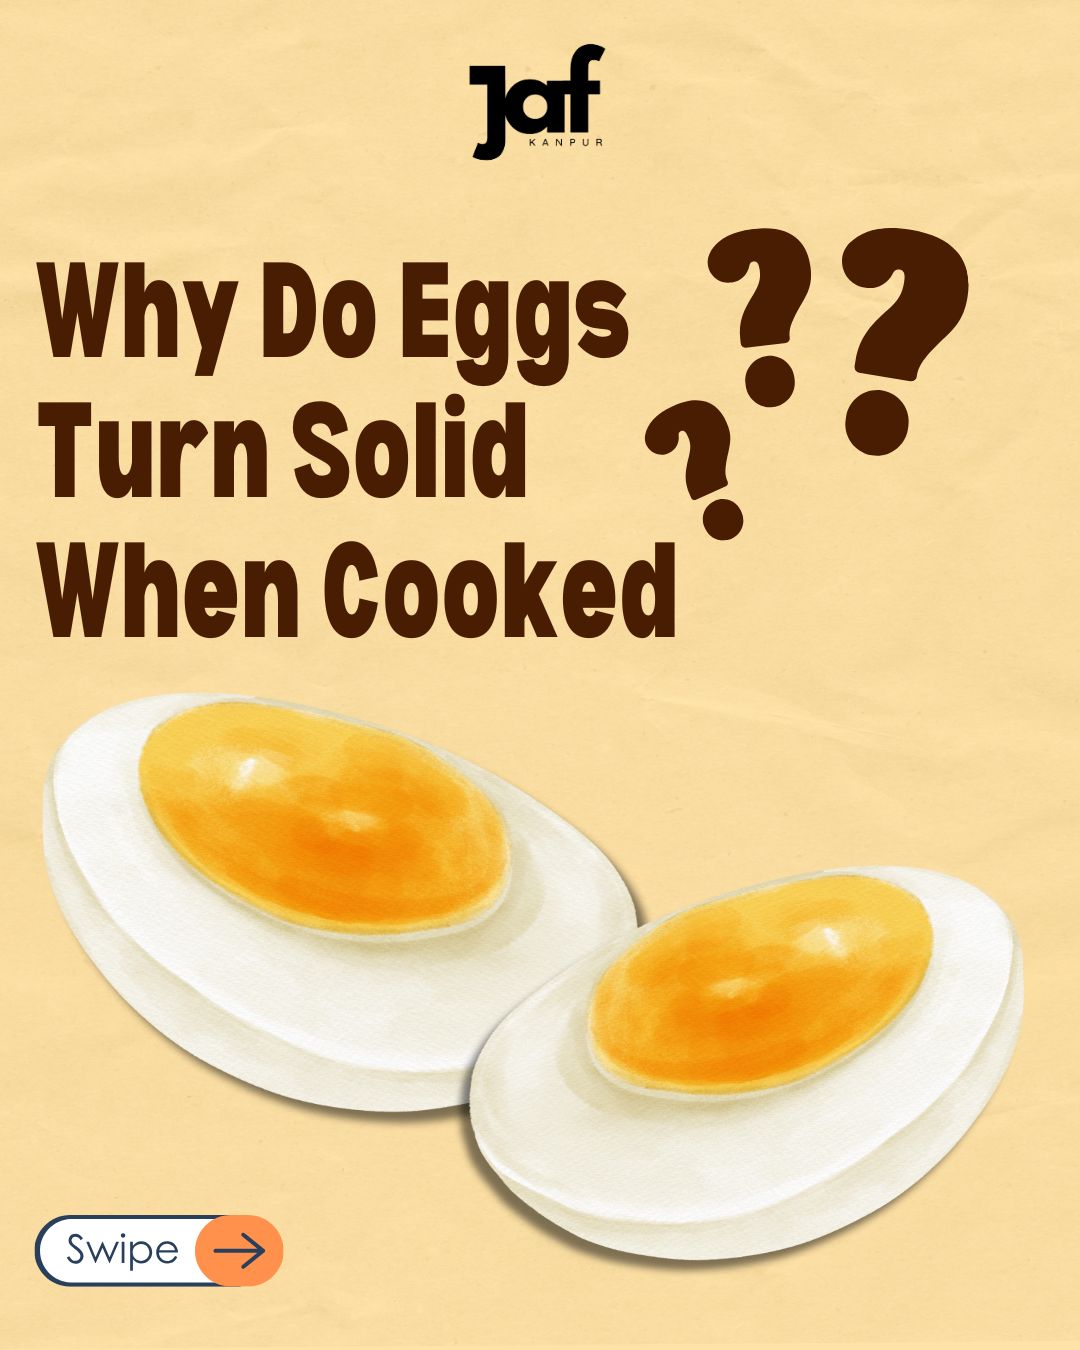 Jaf
KANPUR
Why Do Eggs ??
Turn Solid ?
When Cooked
Swipe